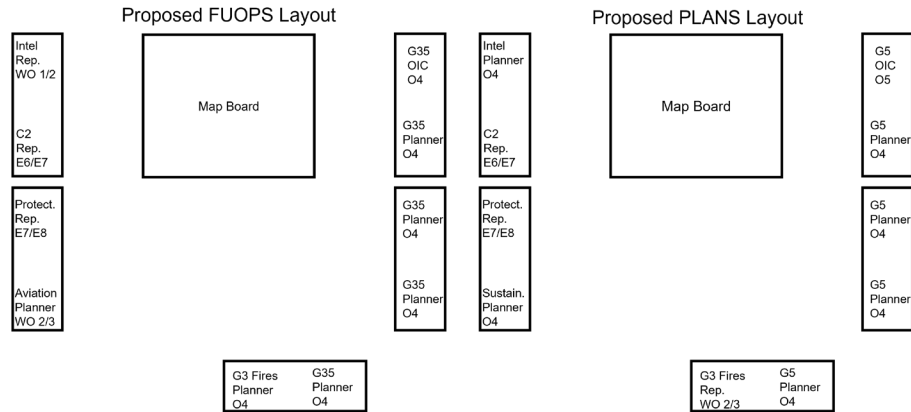 Proposed FUOPS Layout
Intel
Rep.
WO 1/2
C2
Rep.
E6/E7
Map Board
G35
OIC
O4
G35
Planner
O4
Protect.
Rep.
E7/E8
Aviation
Planner
WO 2/3
G35
Planner
O4
G35
Planner
O4
G3 Fires
Planner
O4
G35
Planner
O4
Proposed PLANS Layout
Intel
Planner
O4
C2
Rep.
E6/E7
Map Board
G5
OIC
O5
G5
Planner
O4
Protect.
Rep.
E7/E8
Sustain.
Planner
O4
G5
Planner
O4
G5
Planner
O4
G3 Fires
Rep.
WO 2/3
G5
Planner
O4